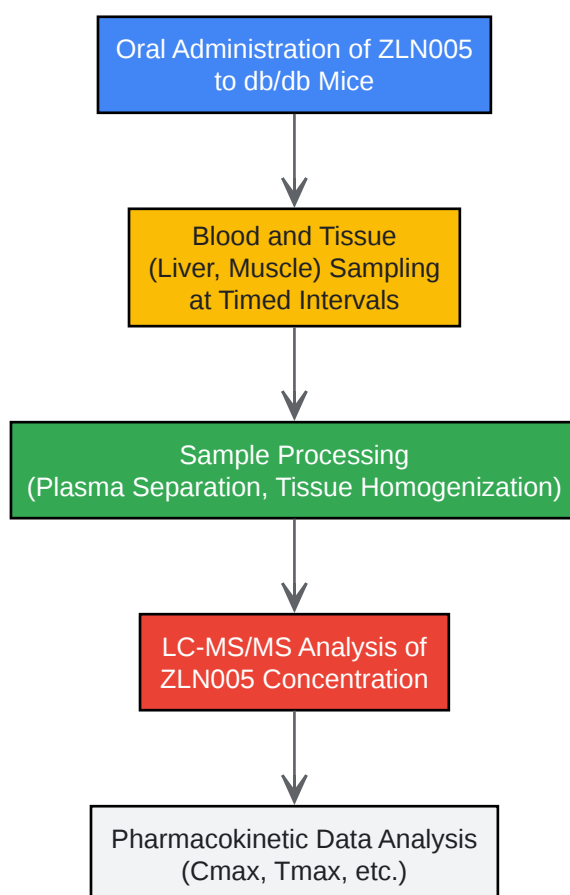 Oral Administration of ZLN005
to db/db Mice
Blood and Tissue
(Liver, Muscle) Sampling
at Timed Intervals
Sample Processing
(Plasma Separation, Tissue Homogenization)
LC-MS/MS Analysis of
ZLN005 Concentration
Pharmacokinetic Data Analysis
(Cmax, Tmax, etc.)